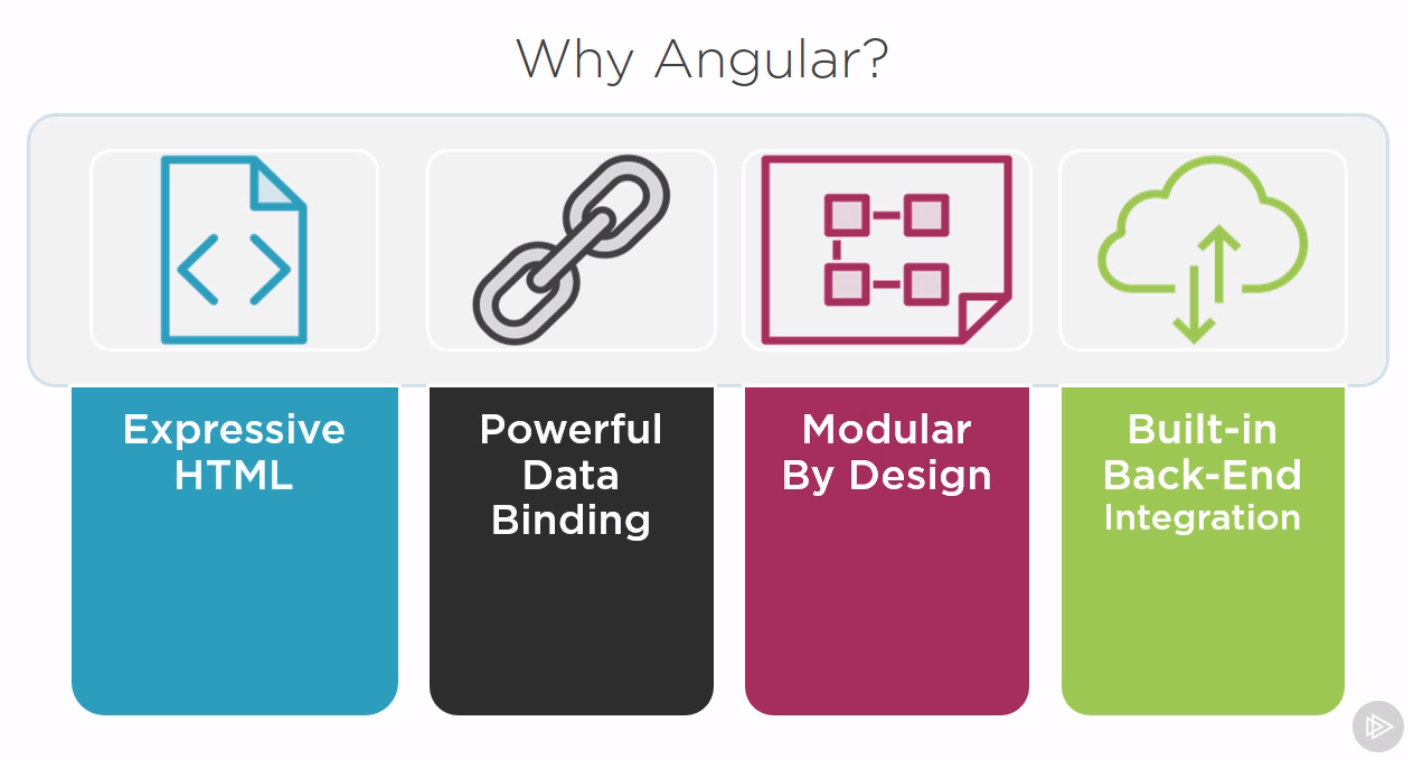 Why Angular?
Expressive
HTML
Powerful
Data
Binding
Modular
By Design
Built-in
Back-End
Integration